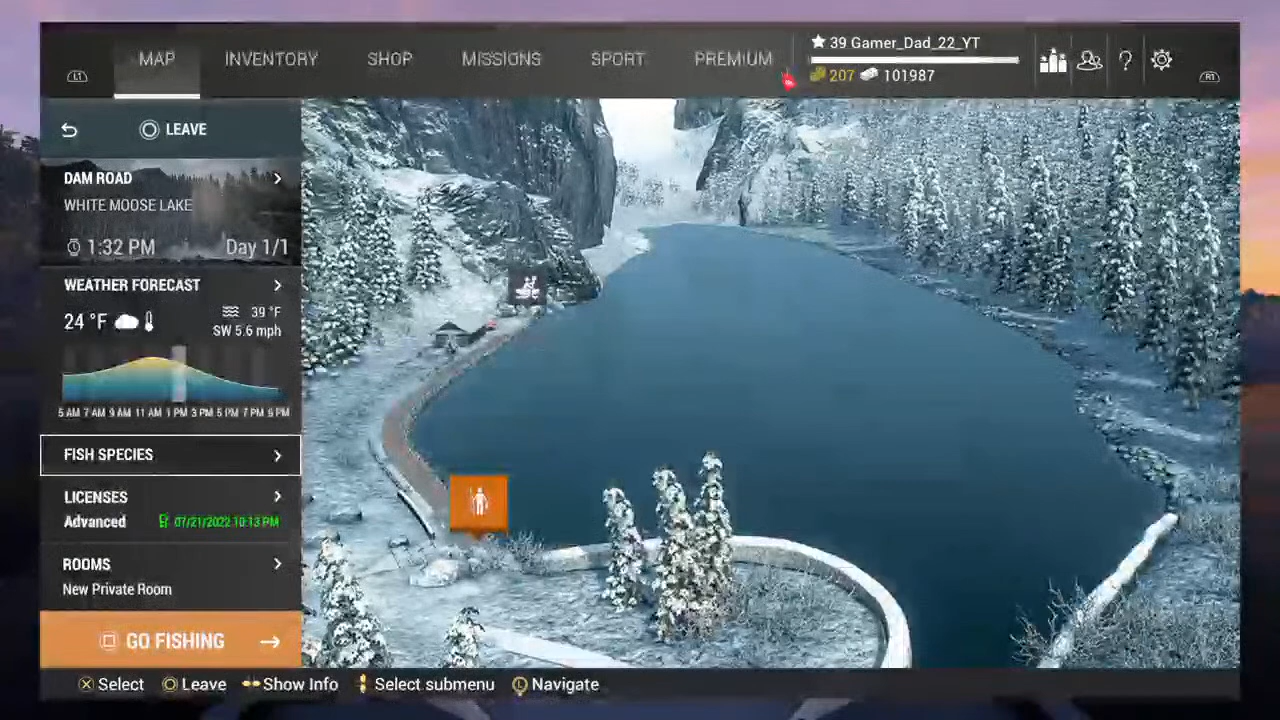 L1
MAP
INVENTORY
SHOP
MISSIONS
SPORT
PREMIUM
39 Gamer_Dad_22_YT
207 101987
?
R1
LEAVE
DAM ROAD
WHITE MOOSE LAKE
1:32 PM Day 1/1
WEATHER FORECAST
24 °F 39 °F
SW 5.6 mph
5 AM 7 AM 9 AM 11 AM 1 PM 3 PM 5 PM 7 PM 9 PM
FISH SPECIES
LICENSES
Advanced 07/21/2022 10:13 PM
ROOMS
New Private Room
GO FISHING
Select Leave Show Info Select submenu L Navigate